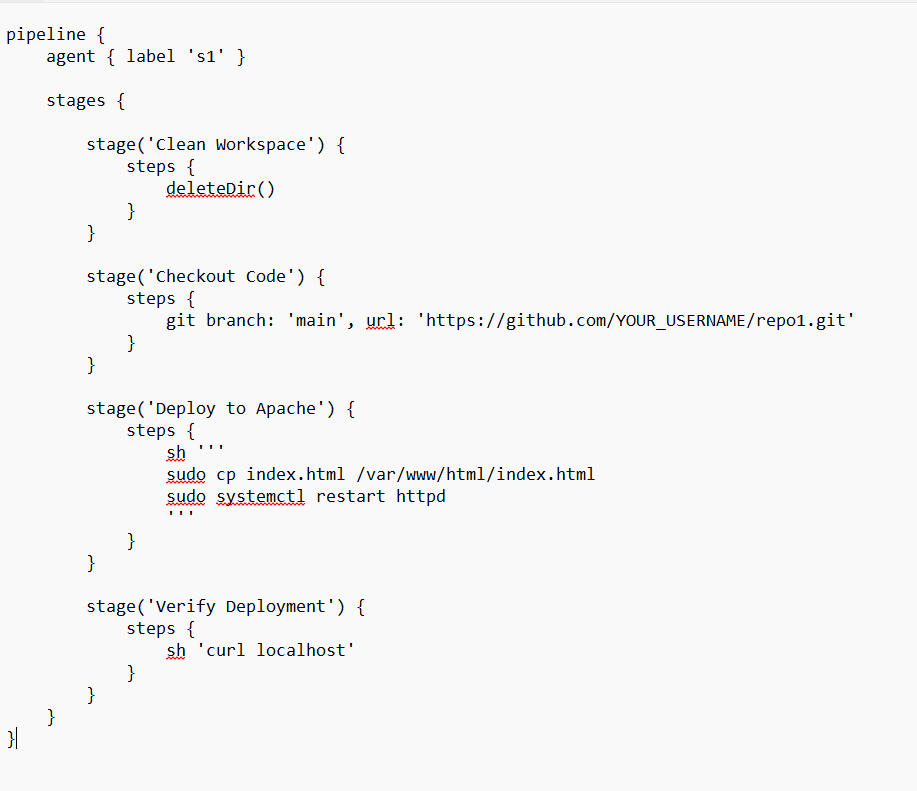 pipeline {
    agent { label 's1' }

    stages {

        stage('Clean Workspace') {
            steps {
                deleteDir()
            }
        }

        stage('Checkout Code') {
            steps {
                git branch: 'main', url: 'https://github.com/YOUR_USERNAME/repo1.git'
            }
        }

        stage('Deploy to Apache') {
            steps {
                sh '''
                sudo cp index.html /var/www/html/index.html
                sudo systemctl restart httpd
                '''
            }
        }

        stage('Verify Deployment') {
            steps {
                sh 'curl localhost'
            }
        }
    }
}